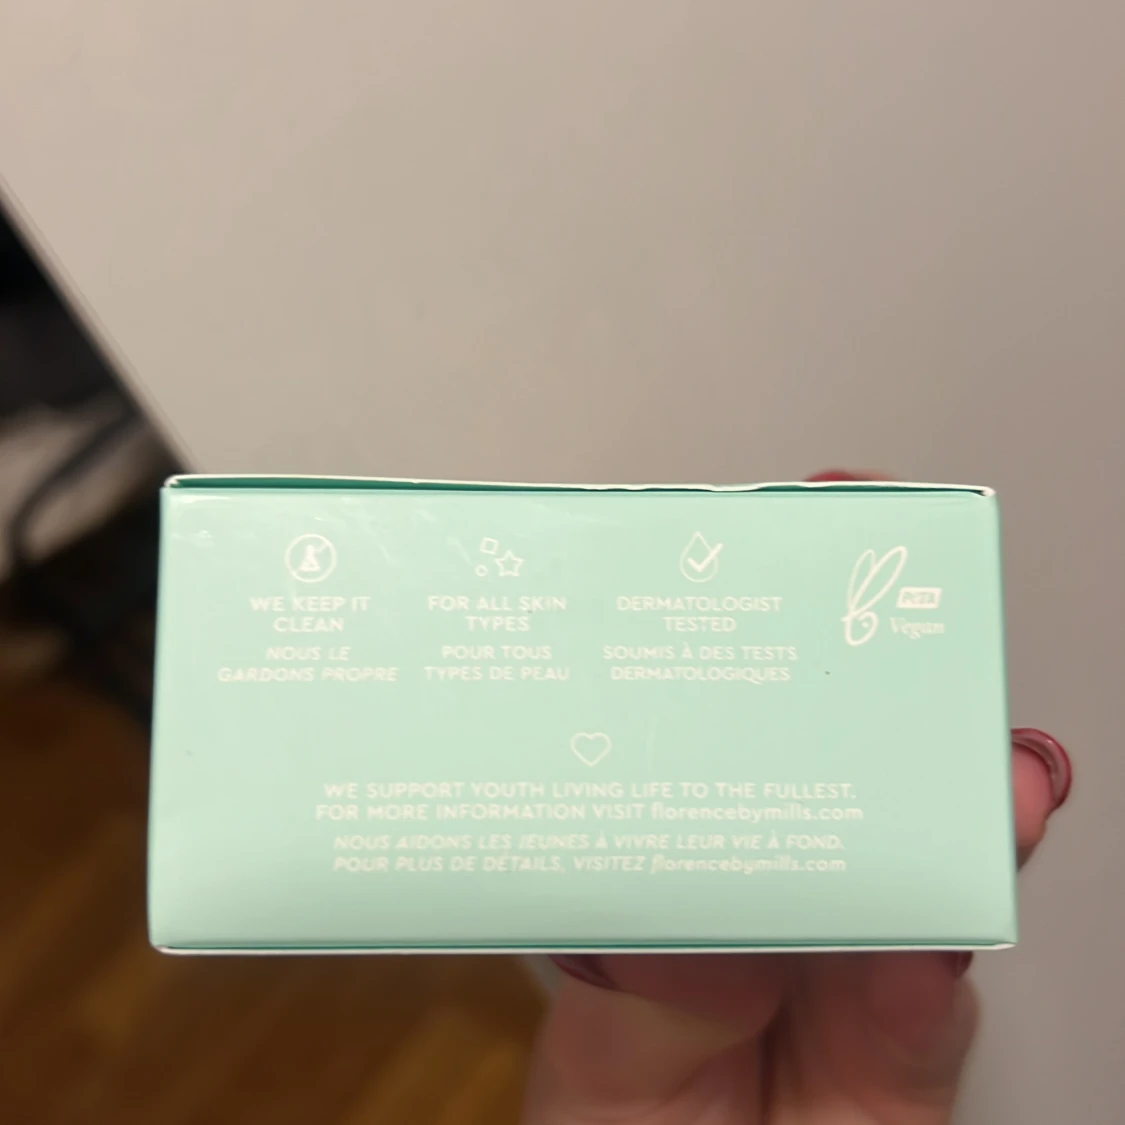 WE KEEP IT
CLEAN
NOUS LE
GARDONS PROPRE
FOR ALL SKIN
TYPES
POUR TOUS
TYPES DE PEAU
DERMATOLOGIST
TESTED
SOUMIS À DES TESTS
DERMATOLOGIQUES
PETA
Vegan
WE SUPPORT YOUTH LIVING LIFE TO THE FULLEST.
FOR MORE INFORMATION VISIT florencebymills.com
NOUS AIDONS LES JEUNES À VIVRE LEUR VIE À FOND.
POUR PLUS DE DÉTAILS, VISITEZ florencebymills.com